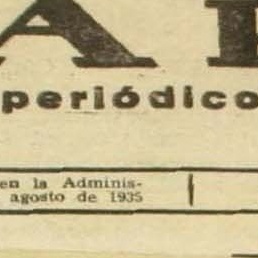 A
periódico
en la Adminis-
agosto de 1935